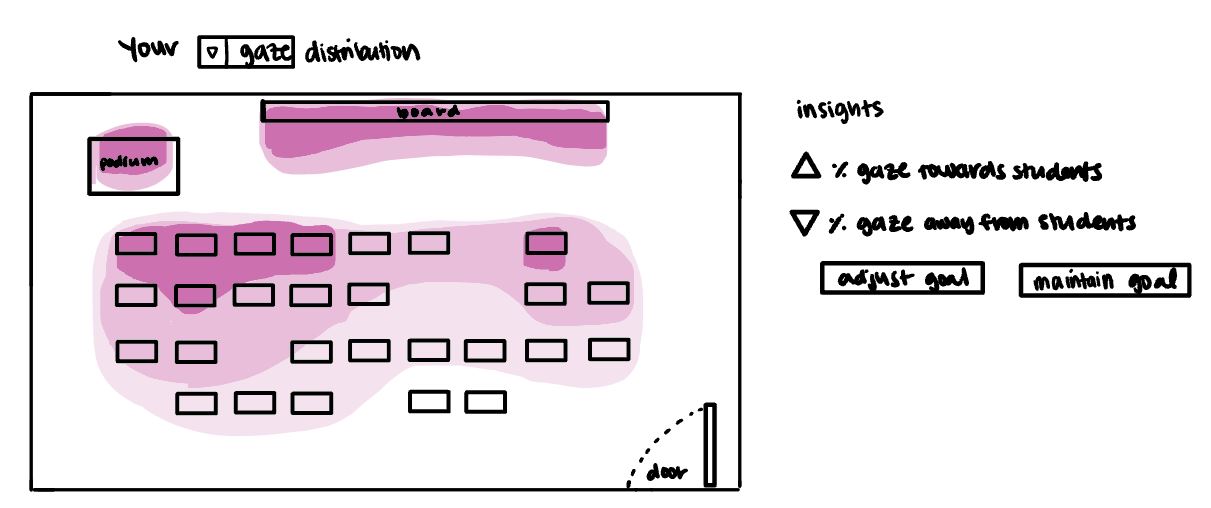 Your ▽ gaze distribution
board
podium
insights
△ % gaze towards students
▽ % gaze away from students
adjust goal
maintain goal
door